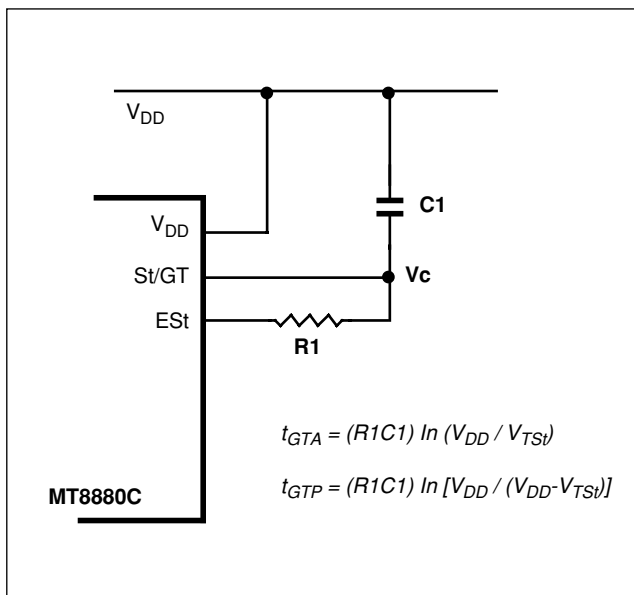 VDD
VDD
C1
St/GT
Vc
ESt
R1
tGTA = (R1C1) In (VDD / VTSt)
tGTP = (R1C1) In [VDD / (VDD-VTSt)]
MT8880C